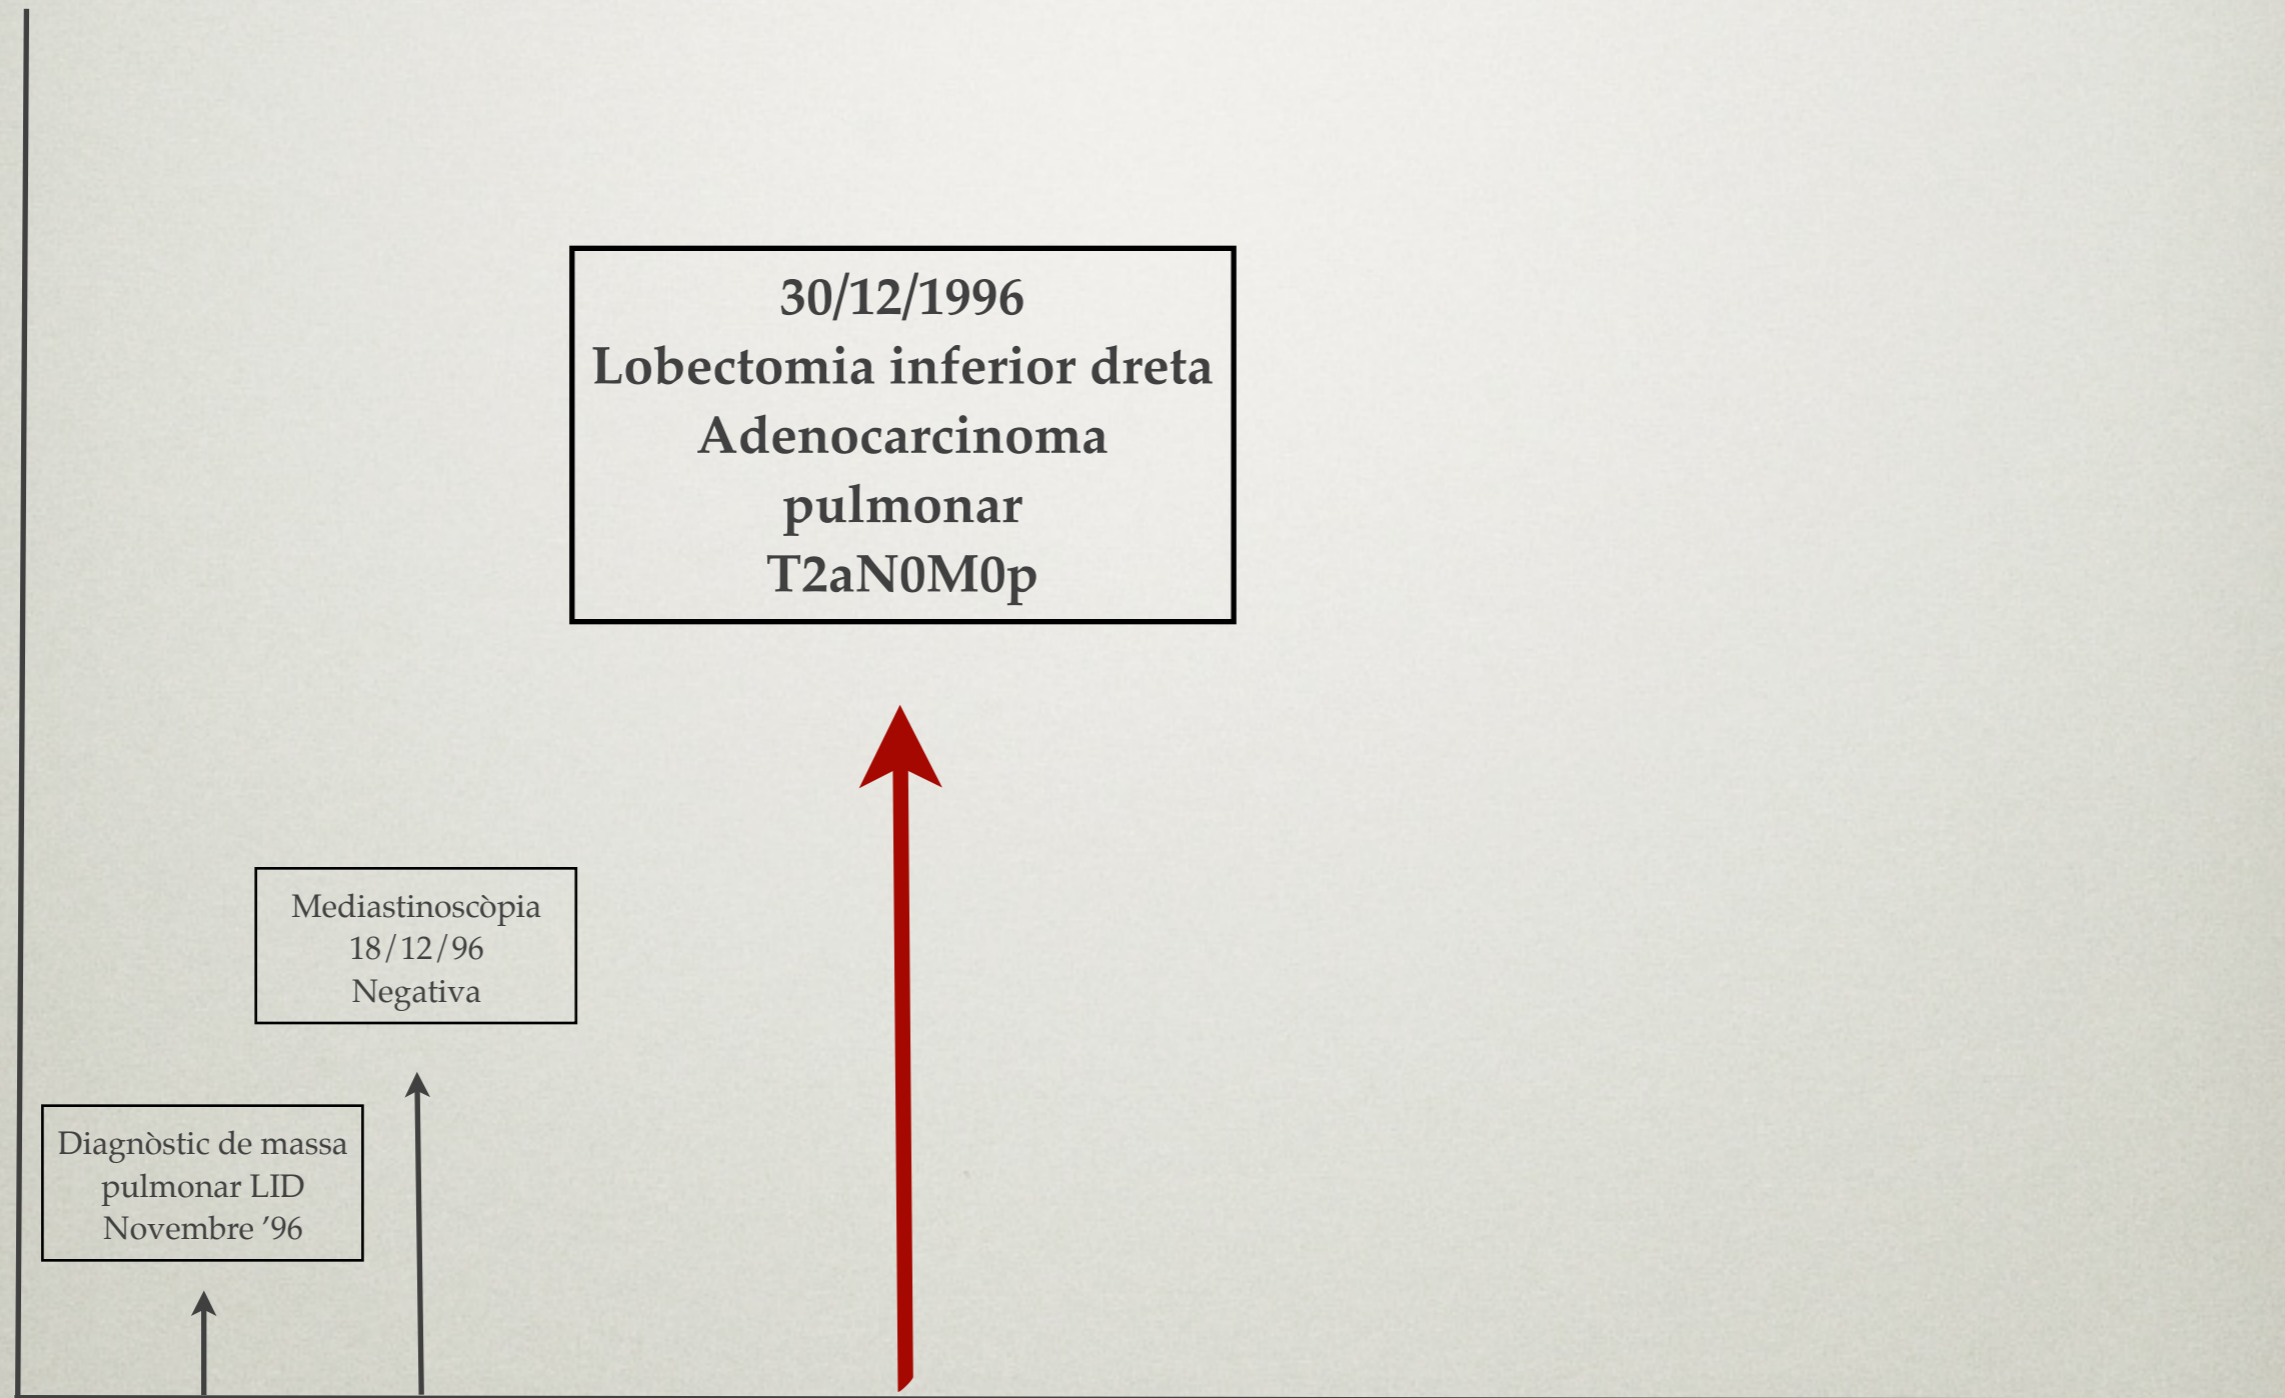 30/12/1996
Lobectomia inferior dreta
Adenocarcinoma
pulmonar
T2aN0M0p
Mediastinoscòpia
18/12/96
Negativa
Diagnòstic de massa
pulmonar LID
Novembre ’96